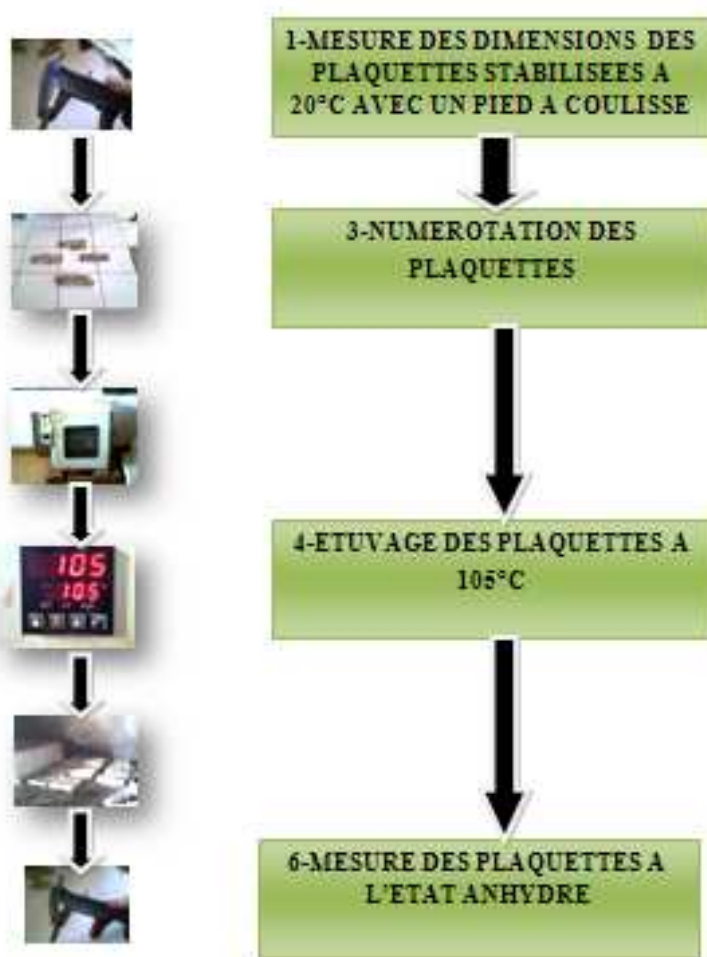 1-MESURE DES DIMENSIONS DES
PLAQUETTES STABILISEES A
20°C AVEC UN PIED A COULISSE
3-NUMEROTATION DES
PLAQUETTES
4-ETUVAGE DES PLAQUETTES A
105°C
105
105
6-MESURE DES PLAQUETTES A
L'ETAT ANHYDRE